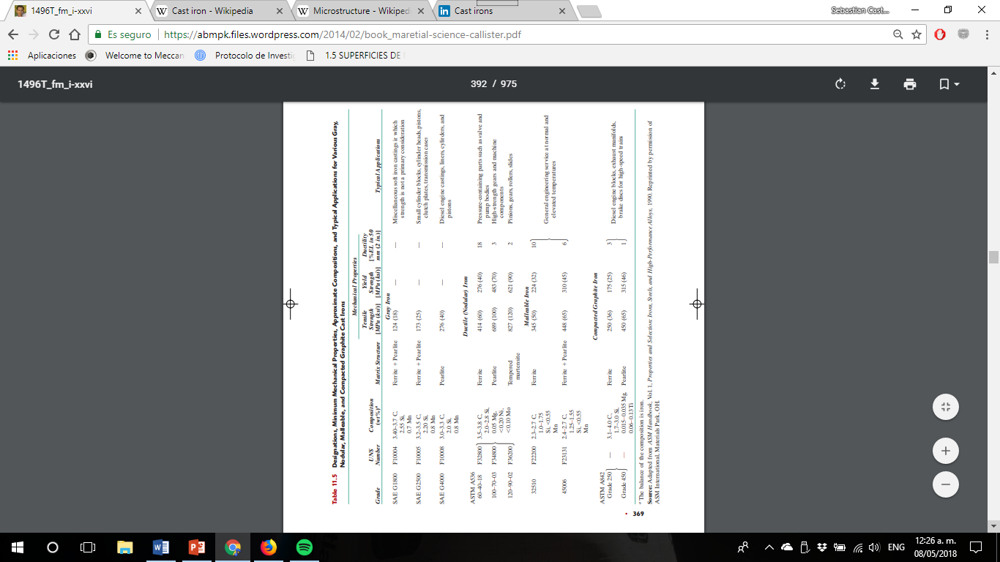 1496T_fm_i-xxvi
Cast iron - Wikipedia
Microstructure - Wikiped
Cast irons
Sebastian Cast...
Es seguro
https://abmpk.files.wordpress.com/2014/02/book_maretial-science-callister.pdf
Aplicaciones
Welcome to Meccan
Protocolo de Investig
1.5 SUPERFICIES DE
1496T_fm_i-xxvi
392 / 975
Table 11.5 Designations, Minimum Mechanical Properties, Approximate Compositions, and Typical Applications for Various Gray,
Nodular, Malleable, and Compacted Graphite Cast Irons
Mechanical Properties
Grade
UNS
Number
Composition
(wt%)ᵃ
Matrix Structure
Tensile
Strength
[MPa (ksi)]
Yield
Strength
[MPa (ksi)]
Ductility
[%EL in 50
mm (2 in.)]
Typical Applications
Gray Iron
SAE G1800 F10004 3.40–3.7 C, Ferrite + Pearlite 124 (18) — — Miscellaneous soft iron castings in which
2.55 Si, strength is not a primary consideration
0.7 Mn
SAE G2500 F10005 3.2–3.5 C, Ferrite + Pearlite 173 (25) — — Small cylinder blocks, cylinder heads, pistons,
2.20 Si, clutch plates, transmission cases
0.8 Mn
SAE G4000 F10008 3.0–3.3 C, Pearlite 276 (40) — — Diesel engine castings, liners, cylinders, and
2.0 Si, pistons
0.8 Mn
Ductile (Nodular) Iron
ASTM A536
60–40–18 F32800 3.5–3.8 C, Ferrite 414 (60) 276 (40) 18 Pressure-containing parts such as valve and
2.0–2.8 Si, pump bodies
100–70–03 F34800 0.05 Mg, Pearlite 689 (100) 483 (70) 3 High-strength gears and machine
<0.20 Ni, components
120–90–02 F36200 <0.10 Mo Tempered 827 (120) 621 (90) 2 Pinions, gears, rollers, slides
martensite
Malleable Iron
32510 F22200 2.3–2.7 C, Ferrite 345 (50) 224 (32) 10 General engineering service at normal and
1.0–1.75 elevated temperatures
Si, <0.55
Mn
45006 F23131 2.4–2.7 C, Ferrite + Pearlite 448 (65) 310 (45) 6
1.25–1.55
Si, <0.55
Mn
Compacted Graphite Iron
ASTM A842
Grade 250 — 3.1–4.0 C, Ferrite 250 (36) 175 (25) 3 Diesel engine blocks, exhaust manifolds,
1.7–3.0 Si, brake discs for high-speed trains
Grade 450 — 0.015–0.035 Mg, Pearlite 450 (65) 315 (46) 1
0.06–0.13 Ti
ᵃ The balance of the composition is iron.
Source: Adapted from ASM Handbook, Vol. 1, Properties and Selection: Irons, Steels, and High-Performance Alloys, 1990. Reprinted by permission of
ASM International, Materials Park, OH.
• 369
ENG
12:26 a. m.
08/05/2018